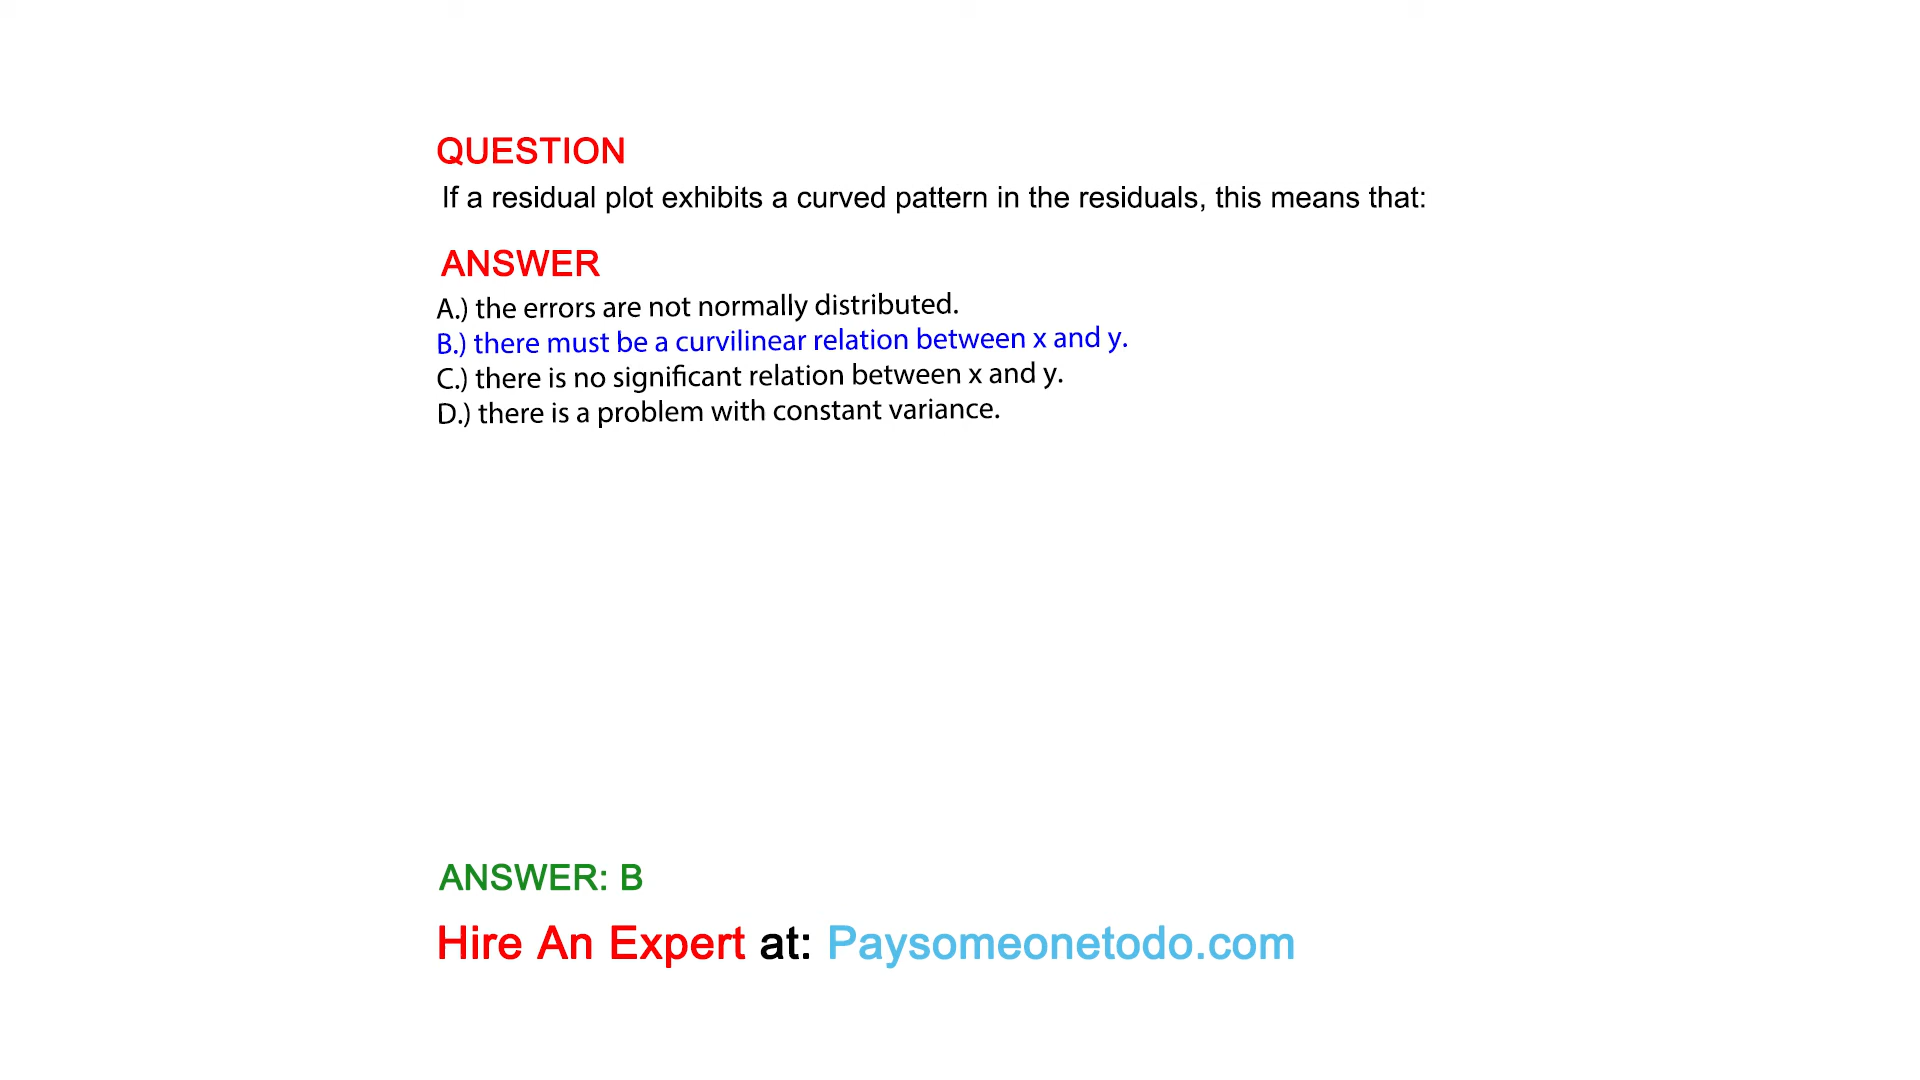 QUESTION
If a residual plot exhibits a curved pattern in the residuals, this means that:
ANSWER
A.) the errors are not normally distributed.
B.) there must be a curvilinear relation between x and y.
C.) there is no significant relation between x and y.
D.) there is a problem with constant variance.
ANSWER: B
Hire An Expert at: Paysomeonetodo.com